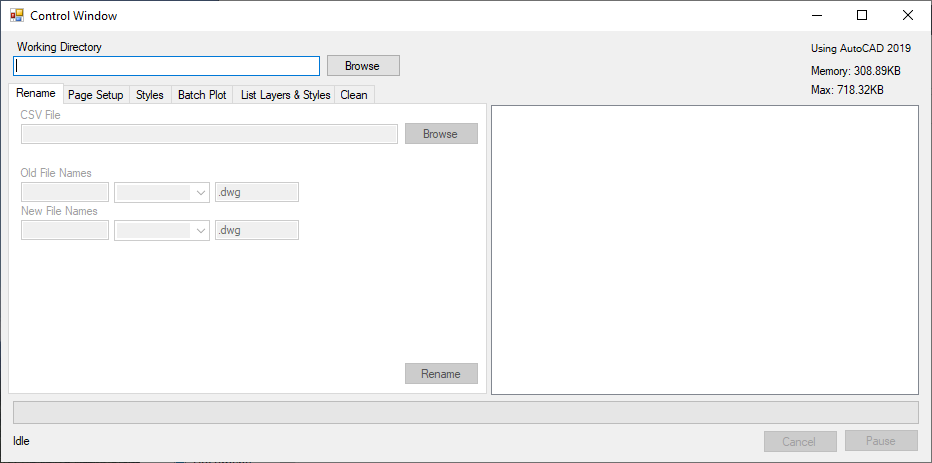 Control Window
Working Directory
Using AutoCAD 2019
Browse
Memory: 308.89KB
Max: 718.32KB
Rename Page Setup Styles Batch Plot List Layers & Styles Clean
CSV File
Browse
Old File Names
.dwg
New File Names
.dwg
Rename
Idle
Cancel Pause